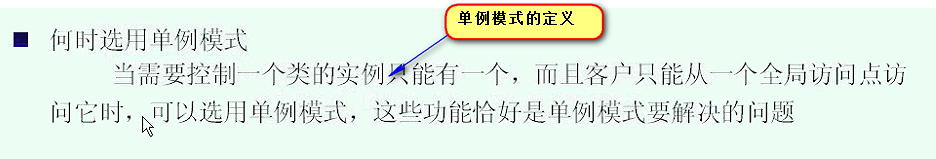 单例模式的定义
何时选用单例模式
当需要控制一个类的实例只能有一个，而且客户只能从一个全局访问点访
问它时，可以选用单例模式，这些功能恰好是单例模式要解决的问题